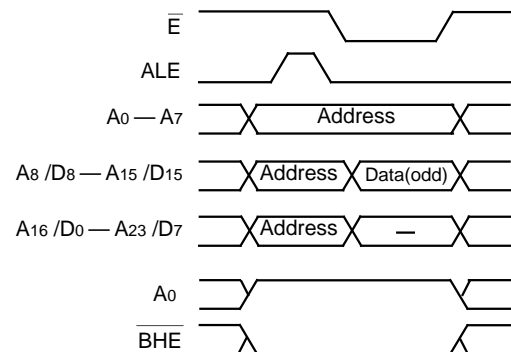 E
ALE
A0 — A7 Address
A8 /D8 — A15 /D15 Address Data(odd)
A16 /D0 — A23 /D7 Address –
A0
BHE